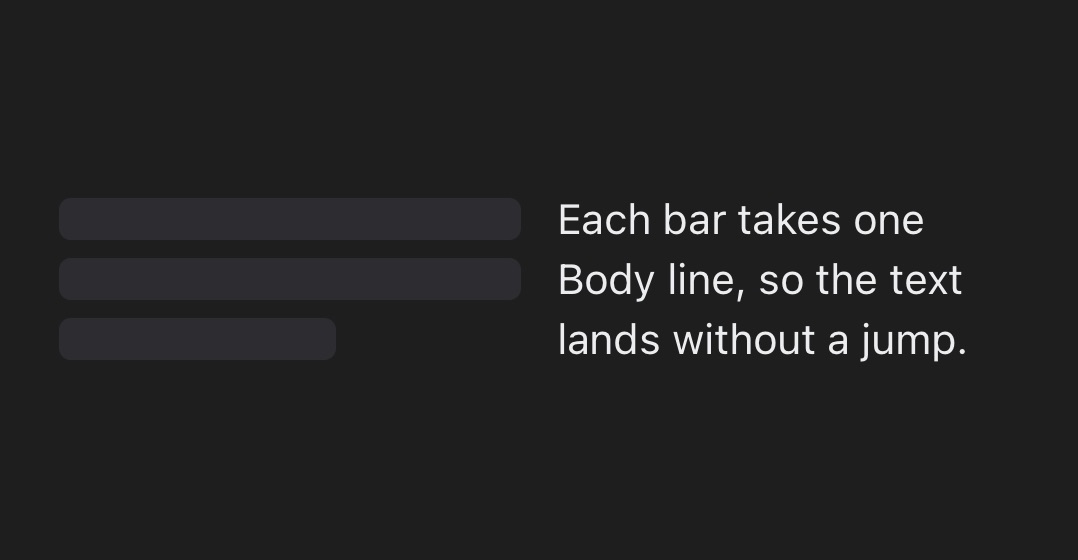 Each bar takes one
Body line, so the text
lands without a jump.